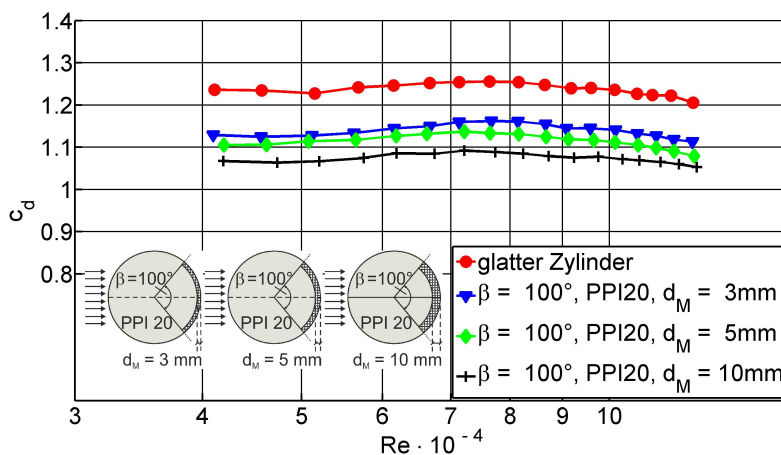 1.4
1.3
1.2
1.1
1
0.9
0.8
c_d
β=100° β=100° β=100°
PPI 20 PPI 20 PPI 20
d_M = 3 mm d_M = 5 mm d_M = 10 mm
glatter Zylinder
β = 100°, PPI20, d_M = 3mm
β = 100°, PPI20, d_M = 5mm
β = 100°, PPI20, d_M = 10mm
3 4 5 6 7 8 9 10
Re · 10⁻⁴